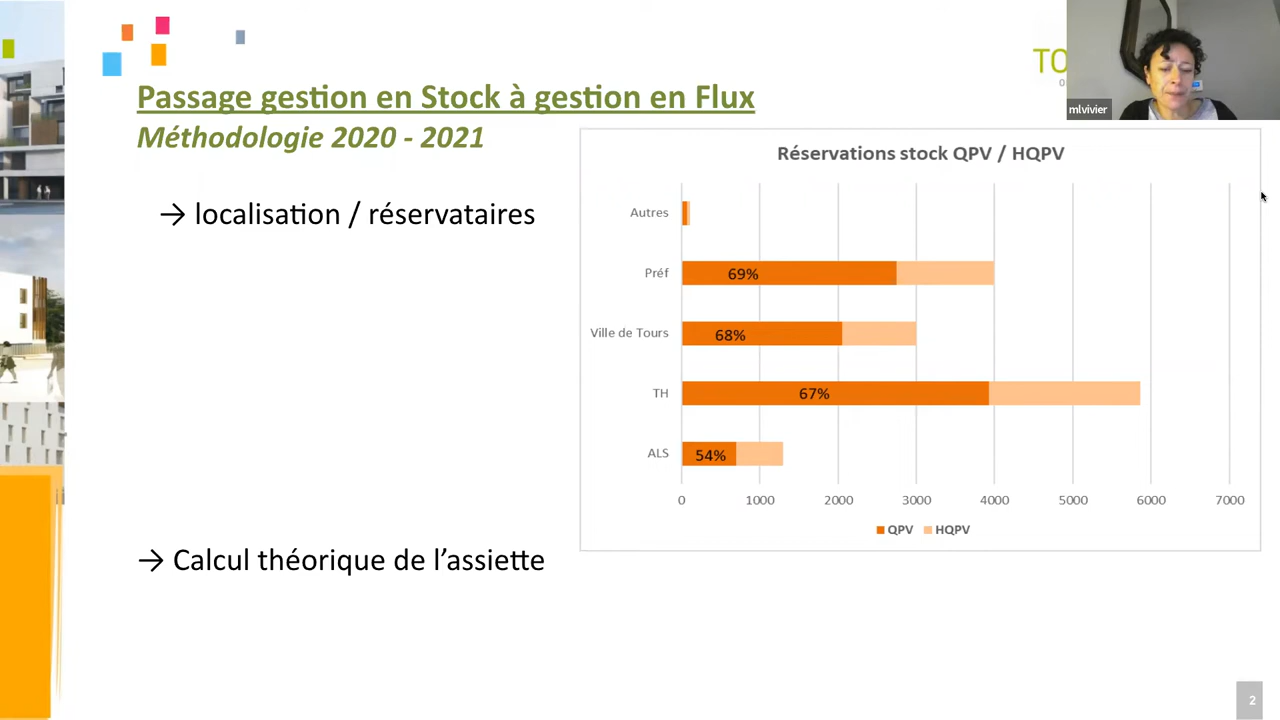 Passage gestion en Stock à gestion en Flux
Méthodologie 2020 - 2021
TO
mlvivier
→ localisation / réservataires
Réservations stock QPV / HQPV
Autres
Préf
69%
Ville de Tours
68%
TH
67%
ALS
54%
0 1000 2000 3000 4000 5000 6000 7000
QPV HQPV
→ Calcul théorique de l’assiette
2